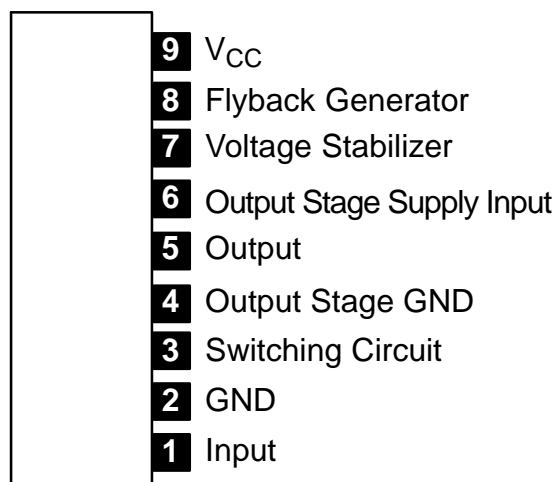 9 VCC
8 Flyback Generator
7 Voltage Stabilizer
6 Output Stage Supply Input
5 Output
4 Output Stage GND
3 Switching Circuit
2 GND
1 Input